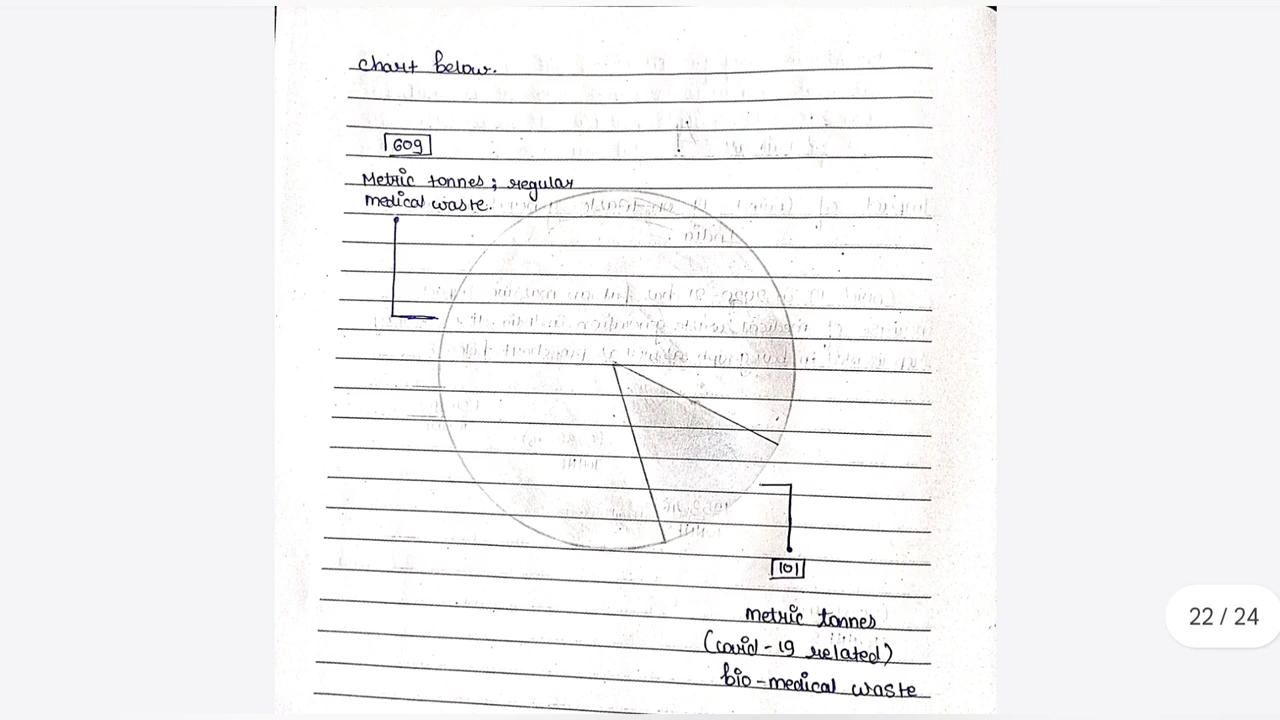 chart below.
609
Metric tonnes; regular
medical waste.
101
metric tonnes
(covid-19 related)
bio-medical waste
22 / 24